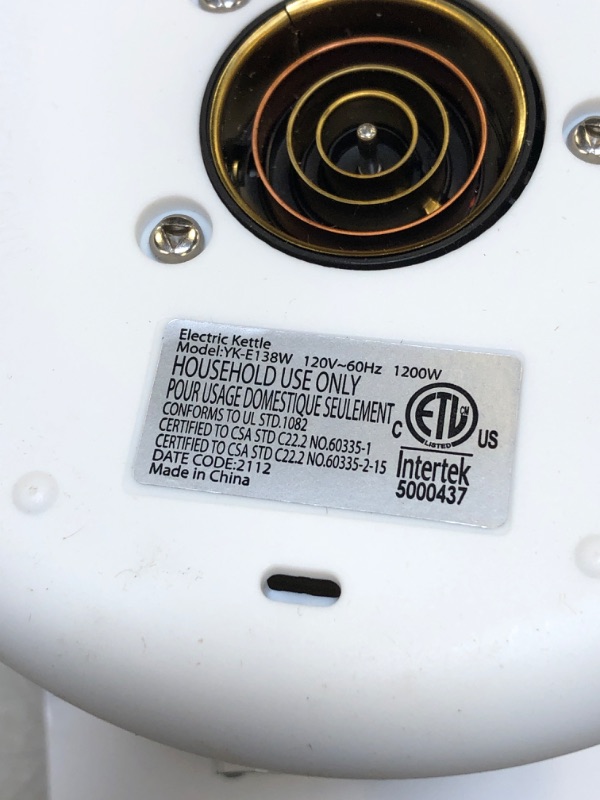 Electric Kettle
Model:YK-E138W 120V~60Hz 1200W
HOUSEHOLD USE ONLY
POUR USAGE DOMESTIQUE SEULEMENT
CONFORMS TO UL STD.1082
CERTIFIED TO CSA STD C22.2 NO.60335-1
CERTIFIED TO CSA STD C22.2 NO.60335-2-15
DATE CODE:2112
Made in China
ETL CM
LISTED
C US
Intertek
5000437